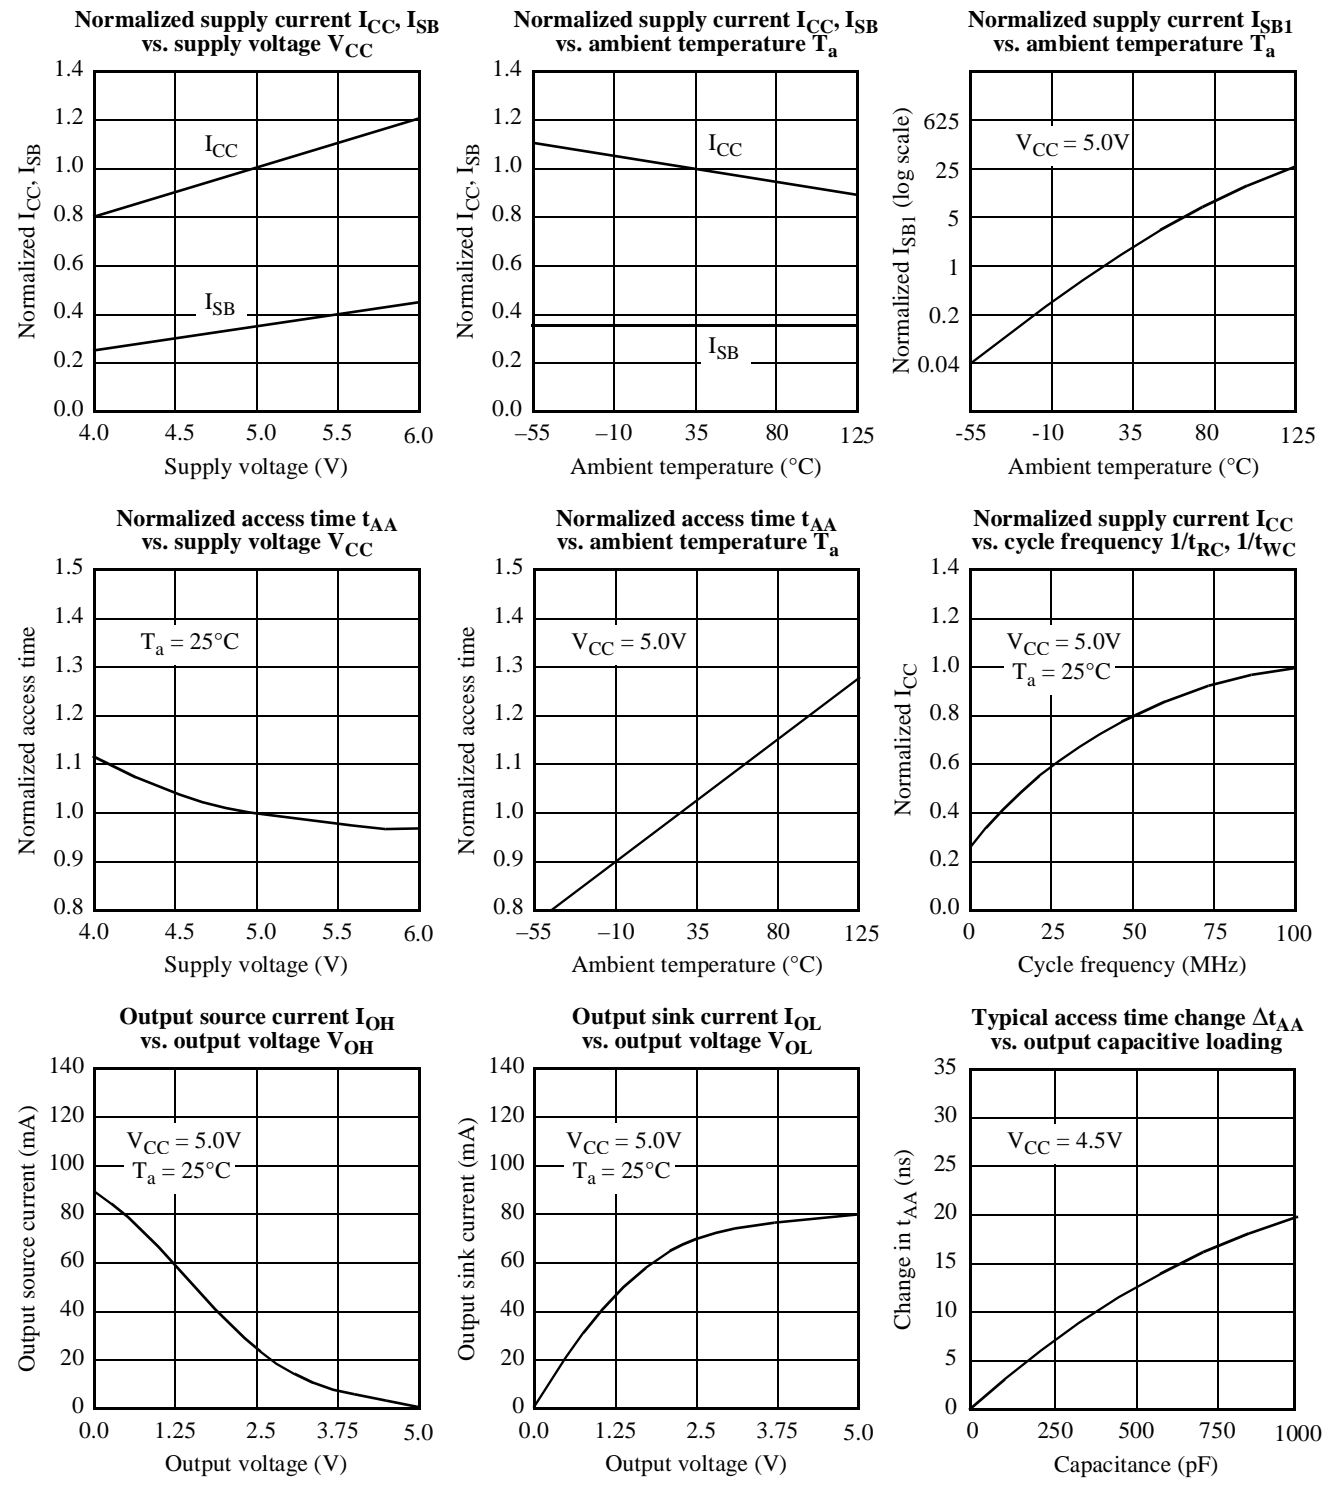 Normalized supply current ICC, ISB
vs. supply voltage VCC
Normalized ICC, ISB
1.4
1.2
1.0
0.8
0.6
0.4
0.2
0.0
ICC
ISB
4.0 4.5 5.0 5.5 6.0
Supply voltage (V)
Normalized supply current ICC, ISB
vs. ambient temperature Ta
Normalized ICC, ISB
1.4
1.2
1.0
0.8
0.6
0.4
0.2
0.0
ICC
ISB
–55 –10 35 80 125
Ambient temperature (°C)
Normalized supply current ISB1
vs. ambient temperature Ta
Normalized ISB1 (log scale)
625
25
5
1
0.2
0.04
VCC = 5.0V
-55 -10 35 80 125
Ambient temperature (°C)
Normalized access time tAA
vs. supply voltage VCC
Normalized access time
1.5
1.4
1.3
1.2
1.1
1.0
0.9
0.8
Ta = 25°C
4.0 4.5 5.0 5.5 6.0
Supply voltage (V)
Normalized access time tAA
vs. ambient temperature Ta
Normalized access time
1.5
1.4
1.3
1.2
1.1
1.0
0.9
0.8
VCC = 5.0V
–55 –10 35 80 125
Ambient temperature (°C)
Normalized supply current ICC
vs. cycle frequency 1/tRC, 1/tWC
Normalized ICC
1.4
1.2
1.0
0.8
0.6
0.4
0.2
0.0
VCC = 5.0V
Ta = 25°C
0 25 50 75 100
Cycle frequency (MHz)
Output source current IOH
vs. output voltage VOH
Output source current (mA)
140
120
100
80
60
40
20
0
VCC = 5.0V
Ta = 25°C
0.0 1.25 2.5 3.75 5.0
Output voltage (V)
Output sink current IOL
vs. output voltage VOL
Output sink current (mA)
140
120
100
80
60
40
20
0
VCC = 5.0V
Ta = 25°C
0.0 1.25 2.5 3.75 5.0
Output voltage (V)
Typical access time change ΔtAA
vs. output capacitive loading
Change in tAA (ns)
35
30
25
20
15
10
5
0
VCC = 4.5V
0 250 500 750 1000
Capacitance (pF)